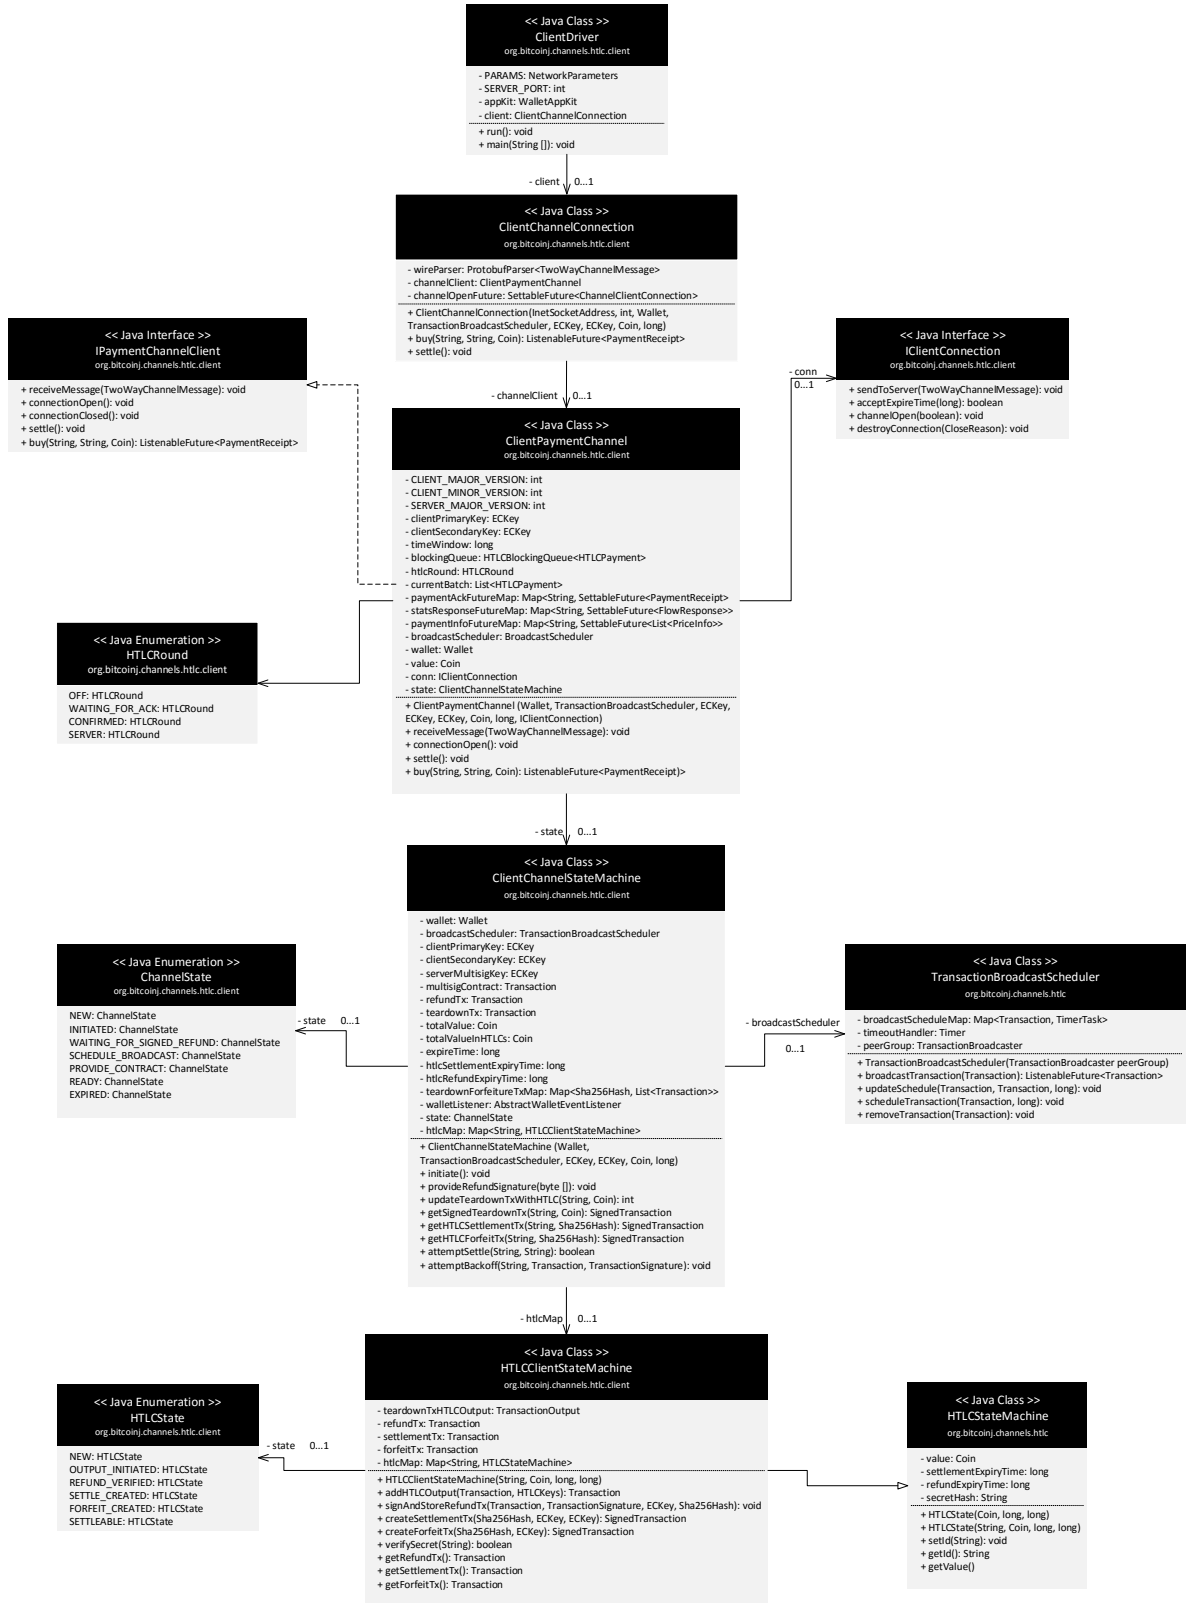 << Java Class >>
ClientDriver
org.bitcoinj.channels.htlc.client
- PARAMS: NetworkParameters
- SERVER_PORT: int
- appKit: WalletAppKit
- client: ClientChannelConnection
+ run(): void
+ main(String []): void
- client 0...1
<< Java Class >>
ClientChannelConnection
org.bitcoinj.channels.htlc.client
- wireParser: ProtobufParser<TwoWayChannelMessage>
- channelClient: ClientPaymentChannel
- channelOpenFuture: SettableFuture<ChannelClientConnection>
+ ClientChannelConnection(InetSocketAddress, int, Wallet,
TransactionBroadcastScheduler, ECKey, ECKey, Coin, long)
+ buy(String, String, Coin): ListenableFuture<PaymentReceipt>
+ settle(): void
<< Java Interface >>
IPaymentChannelClient
org.bitcoinj.channels.htlc.client
+ receiveMessage(TwoWayChannelMessage): void
+ connectionOpen(): void
+ connectionClosed(): void
+ settle(): void
+ buy(String, String, Coin): ListenableFuture<PaymentReceipt>
<< Java Interface >>
IClientConnection
org.bitcoinj.channels.htlc.client
+ sendToServer(TwoWayChannelMessage): void
+ acceptExpireTime(long): boolean
+ channelOpen(boolean): void
+ destroyConnection(CloseReason): void
- conn
0...1
- channelClient 0...1
<< Java Class >>
ClientPaymentChannel
org.bitcoinj.channels.htlc.client
- CLIENT_MAJOR_VERSION: int
- CLIENT_MINOR_VERSION: int
- SERVER_MAJOR_VERSION: int
- clientPrimaryKey: ECKey
- clientSecondaryKey: ECKey
- timeWindow: long
- blockingQueue: HTLCBlockingQueue<HTLCPayment>
- htlcRound: HTLCRound
- currentBatch: List<HTLCPayment>
- paymentAckFutureMap: Map<String, SettableFuture<PaymentReceipt>
- statsResponseFutureMap: Map<String, SettableFuture<FlowResponse>>
- paymentInfoFutureMap: Map<String, SettableFuture<List<PriceInfo>>
- broadcastScheduler: BroadcastScheduler
- wallet: Wallet
- value: Coin
- conn: IClientConnection
- state: ClientChannelStateMachine
+ ClientPaymentChannel (Wallet, TransactionBroadcastScheduler, ECKey,
ECKey, ECKey, Coin, long, IClientConnection)
+ receiveMessage(TwoWayChannelMessage): void
+ connectionOpen(): void
+ settle(): void
+ buy(String, String, Coin): ListenableFuture<PaymentReceipt)>
<< Java Enumeration >>
HTLCRound
org.bitcoinj.channels.htlc.client
OFF: HTLCRound
WAITING_FOR_ACK: HTLCRound
CONFIRMED: HTLCRound
SERVER: HTLCRound
- state 0...1
<< Java Class >>
ClientChannelStateMachine
org.bitcoinj.channels.htlc.client
- wallet: Wallet
- broadcastScheduler: TransactionBroadcastScheduler
- clientPrimaryKey: ECKey
- clientSecondaryKey: ECKey
- serverMultisigKey: ECKey
- multisigContract: Transaction
- refundTx: Transaction
- teardownTx: Transaction
- totalValue: Coin
- totalValueInHTLCs: Coin
- expireTime: long
- htlcSettlementExpiryTime: long
- htlcRefundExpiryTime: long
- teardownForfeitureTxMap: Map<Sha256Hash, List<Transaction>>
- walletListener: AbstractWalletEventListener
- state: ChannelState
- htlcMap: Map<String, HTLCClientStateMachine>
+ ClientChannelStateMachine (Wallet,
TransactionBroadcastScheduler, ECKey, ECKey, Coin, long)
+ initiate(): void
+ provideRefundSignature(byte []): void
+ updateTeardownTxWithHTLC(String, Coin): int
+ getSignedTeardownTx(String, Coin): SignedTransaction
+ getHTLCSettlementTx(String, Sha256Hash): SignedTransaction
+ getHTLCForfeitTx(String, Sha256Hash): SignedTransaction
+ attemptSettle(String, String): boolean
+ attemptBackoff(String, Transaction, TransactionSignature): void
<< Java Enumeration >>
ChannelState
org.bitcoinj.channels.htlc.client
NEW: ChannelState
INITIATED: ChannelState
WAITING_FOR_SIGNED_REFUND: ChannelState
SCHEDULE_BROADCAST: ChannelState
PROVIDE_CONTRACT: ChannelState
READY: ChannelState
EXPIRED: ChannelState
- state 0...1
- broadcastScheduler
0...1
<< Java Class >>
TransactionBroadcastScheduler
org.bitcoinj.channels.htlc
- broadcastScheduleMap: Map<Transaction, TimerTask>
- timeoutHandler: Timer
- peerGroup: TransactionBroadcaster
+ TransactionBroadcastScheduler(TransactionBroadcaster peerGroup)
+ broadcastTransaction(Transaction): ListenableFuture<Transaction>
+ updateSchedule(Transaction, Transaction, long): void
+ scheduleTransaction(Transaction, long): void
+ removeTransaction(Transaction): void
- htlcMap 0...1
<< Java Class >>
HTLCClientStateMachine
org.bitcoinj.channels.htlc.client
- teardownTxHTLCOutput: TransactionOutput
- refundTx: Transaction
- settlementTx: Transaction
- forfeitTx: Transaction
- htlcMap: Map<String, HTLCStateMachine>
+ HTLCClientStateMachine(String, Coin, long, long)
+ addHTLCOutput(Transaction, HTLCKeys): Transaction
+ signAndStoreRefundTx(Transaction, TransactionSignature, ECKey, Sha256Hash): void
+ createSettlementTx(Sha256Hash, ECKey, ECKey): SignedTransaction
+ createForfeitTx(Sha256Hash, ECKey): SignedTransaction
+ verifySecret(String): boolean
+ getRefundTx(): Transaction
+ getSettlementTx(): Transaction
+ getForfeitTx(): Transaction
<< Java Enumeration >>
HTLCState
org.bitcoinj.channels.htlc.client
NEW: HTLCState
OUTPUT_INITIATED: HTLCState
REFUND_VERIFIED: HTLCState
SETTLE_CREATED: HTLCState
FORFEIT_CREATED: HTLCState
SETTLEABLE: HTLCState
- state 0...1
<< Java Class >>
HTLCStateMachine
org.bitcoinj.channels.htlc
- value: Coin
- settlementExpiryTime: long
- refundExpiryTime: long
- secretHash: String
+ HTLCState(Coin, long, long)
+ HTLCState(String, Coin, long, long)
+ setId(String): void
+ getId(): String
+ getValue()